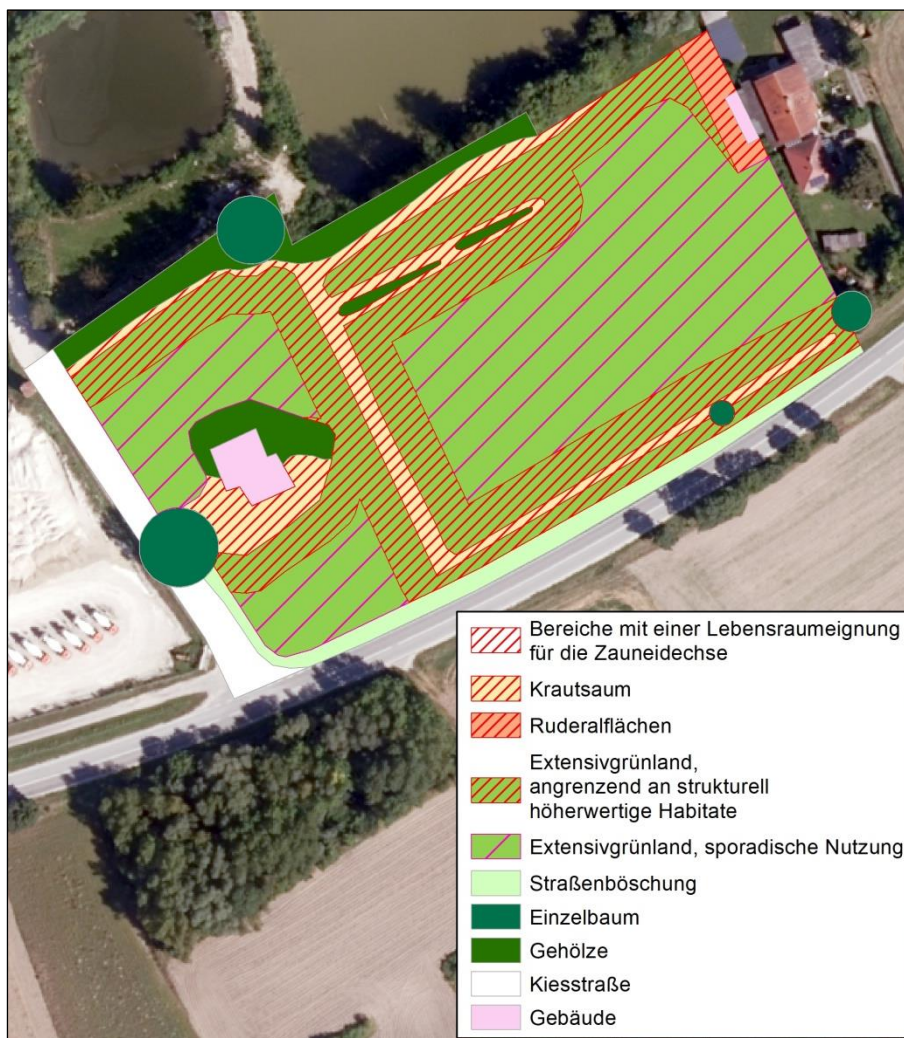 Bereiche mit einer Lebensraumeignung
für die Zauneidechse
Krautsaum
Ruderalflächen
Extensivgrünland,
angrenzend an strukturell
höherwertige Habitate
Extensivgrünland, sporadische Nutzung
Straßenböschung
Einzelbaum
Gehölze
Kiesstraße
Gebäude